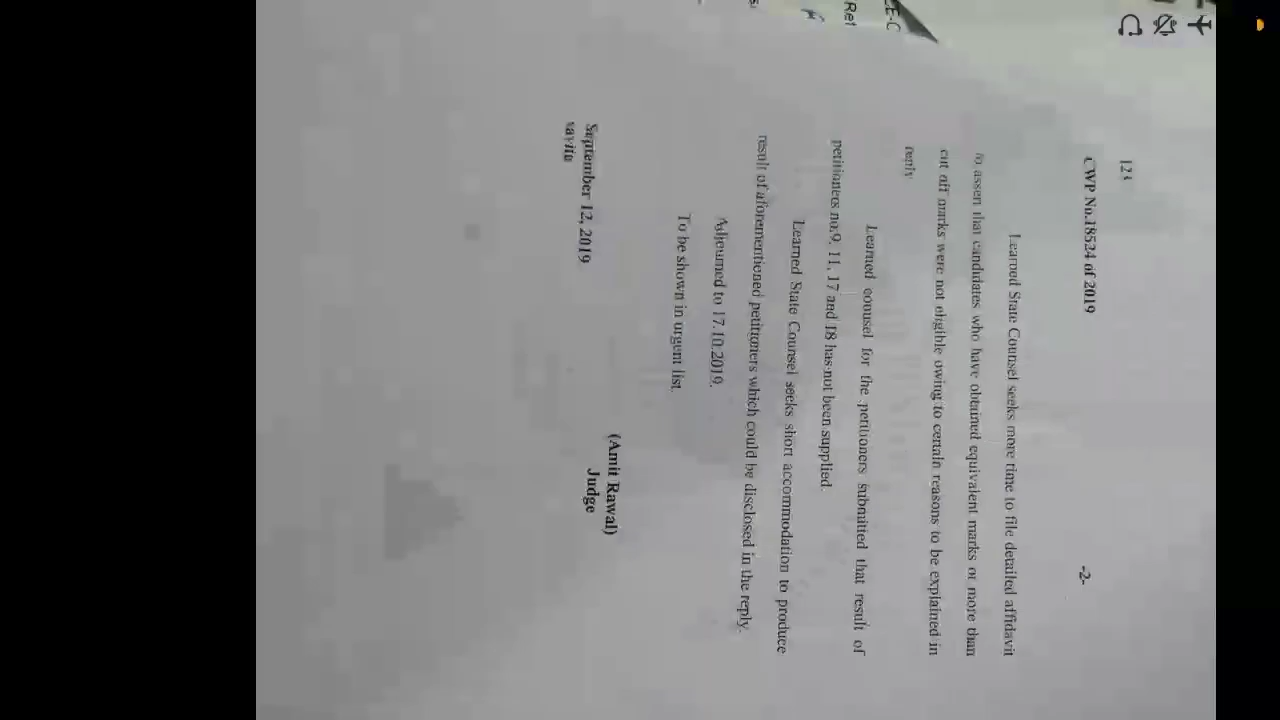 123
CWP No.18524 of 2019 -2-
Learned State Counsel seeks more time to file detailed affidavit
to assert that candidates who have obtained equivalent marks or more than
cut off marks were not eligible owing to certain reasons to be explained in
reply
Learned counsel for the petitioners submitted that result of
petitioners no.9, 11, 17 and 18 has not been supplied.
Learned State Counsel seeks short accommodation to produce
result of aforementioned petitioners which could be disclosed in the reply.
Adjourned to 17.10.2019.
To be shown in urgent list.
(Amit Rawal)
Judge
September 12, 2019
savita
Ret